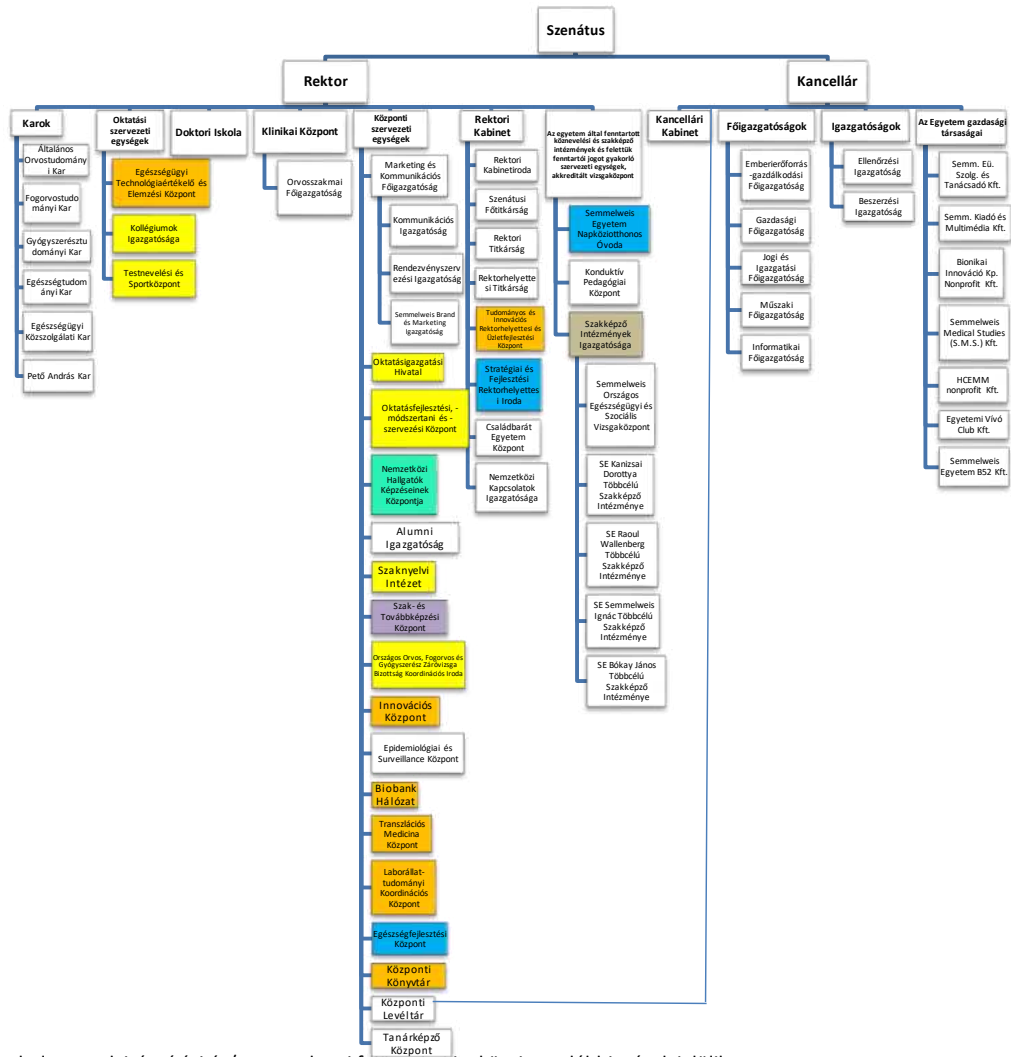 Szenátus
Rektor
Kancellár
Karok
Általános
Orvostudomány
i Kar
Fogorvostudo
mányi Kar
Gyógyszerésztu
dományi Kar
Egészségtudom
ányi Kar
Egészségügyi
Közszolgálati Kar
Pető András Kar
Oktatási
szervezeti
egységek
Egészségügyi
Technológiaértékelő és
Elemzési Központ
Kollégiumok
Igazgatósága
Testnevelési és
Sportközpont
Doktori Iskola
Klinikai Központ
Orvosszakmai
Főigazgatóság
Központi
szervezeti
egységek
Marketing és
Kommunikációs
Főigazgatóság
Kommunikációs
Igazgatóság
Rendezvényszerv
ezési Igazgatóság
Semmelweis Brand
és Marketing
igazgatóság
Oktatásigazgatási
Hivatal
Oktatásfejlesztési, -
módszertani és -
szervezési Központ
Nemzetközi
Hallgatók
Képzéseinek
Központja
Alumni
Igazgatóság
Szaknyelvi
Intézet
Szak- és
Továbbképzési
Központ
Országos Orvos, Fogorvos és
Gyógyszerész Záróvizsga
Bizottság Koordinációs Iroda
Innovációs
Központ
Epidemiológiai és
Surveillance Központ
Biobank
Hálózat
Transzlációs
Medicina
Központ
Laborállat-
tudományi
Koordinációs
Központ
Egészségfejlesztési
Központ
Központi
Könyvtár
Központi
Levéltár
Tanárképző
Központ
Rektori
Kabinet
Rektori
Kabinetiroda
Szenátusi
Főtitkárság
Rektori
Titkárság
Rektorhelyette
si Titkárság
Tudományos és
Innovációs
Rektorhelyettesi és
Üzletfejlesztési
Központ
Stratégiai és
Fejlesztési
Rektorhelyettes
i Iroda
Családbarát
Egyetem
Központ
Nemzetközi
Kapcsolatok
Igazgatósága
Az egyetem által fenntartott
köznevelési és szakképző
intézmények és felettük
fenntartói jogot gyakorló
szervezeti egységek,
akkreditált vizsgaközpont
Semmelweis
Egyetem
Napköziotthonos
Óvoda
Konduktív
Pedagógiai
Központ
Szakképző
Intézmények
Igazgatósága
Semmelweis
Országos
Egészségügyi és
Szociális
Vizsgaközpont
SE Kanizsai
Dorottya
Többcélú
Szakképző
Intézménye
SE Raoul
Wallenberg
Többcélú
Szakképző
Intézménye
SE Semmelweis
Ignác Többcélú
Szakképző
Intézménye
SE Bókay János
Többcélú
Szakképző
Intézménye
Kancellári
Kabinet
Főigazgatóságok
Emberierőforrás
-gazdálkodási
Főigazgatóság
Gazdasági
Főigazgatóság
Jogi és
Igazgatási
Főigazgatóság
Műszaki
Főigazgatóság
Informatikai
Főigazgatóság
Igazgatóságok
Ellenőrzési
Igazgatóság
Beszerzési
Igazgatóság
Az Egyetem gazdasági
társaságai
Semm. Eü.
Szolg. és
Tanácsadó Kft.
Semm. Kiadó és
Multimédia Kft.
Bionikai
Innováció Kp.
Nonprofit Kft.
Semmelweis
Medical Studies
(S.M.S.) Kft.
HCEMM
nonprofit Kft.
Egyetemi Vívó
Club Kft.
Semmelweis
Egyetem B52 Kft.